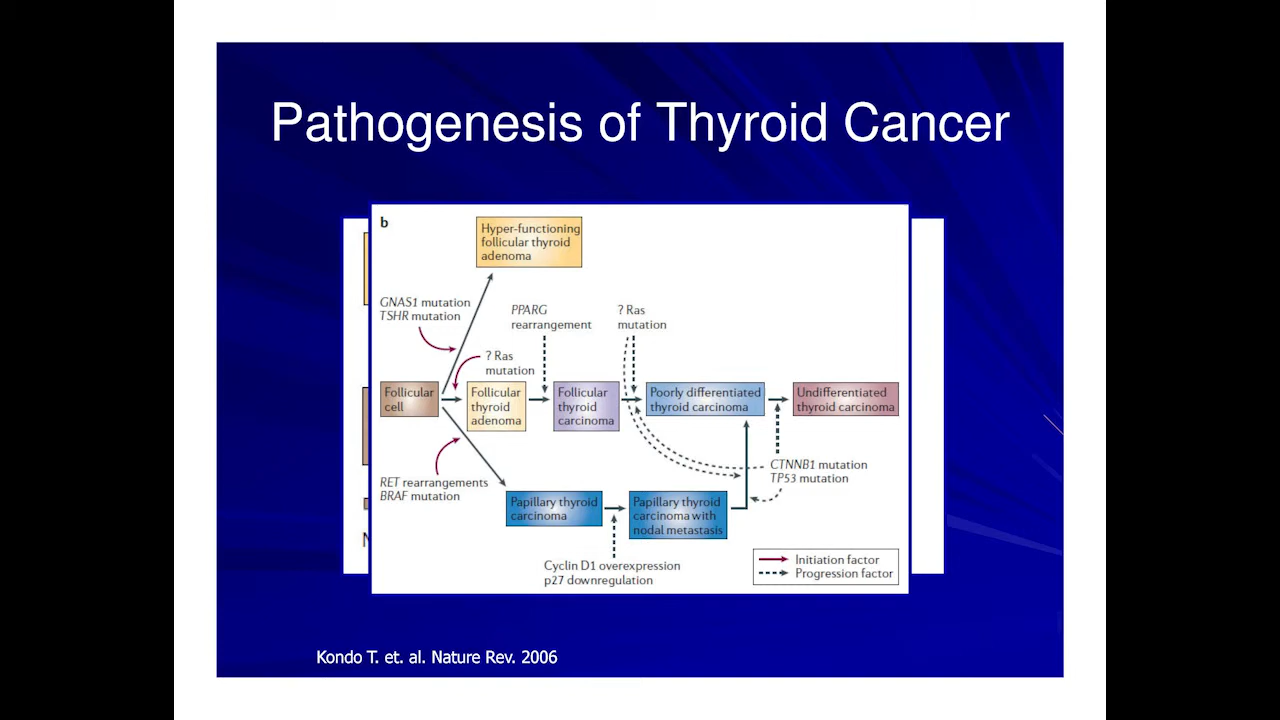 Pathogenesis of Thyroid Cancer
b
Hyper-functioning
follicular thyroid
adenoma
GNAS1 mutation
TSHR mutation
PPARG
rearrangement
? Ras
mutation
? Ras
mutation
Follicular
cell
Follicular
thyroid
adenoma
Follicular
thyroid
carcinoma
Poorly differentiated
thyroid carcinoma
Undifferentiated
thyroid carcinoma
RET rearrangements
BRAF mutation
CTNNB1 mutation
TP53 mutation
Papillary thyroid
carcinoma
Papillary thyroid
carcinoma with
nodal metastasis
Cyclin D1 overexpression
p27 downregulation
Initiation factor
Progression factor
Kondo T. et. al. Nature Rev. 2006